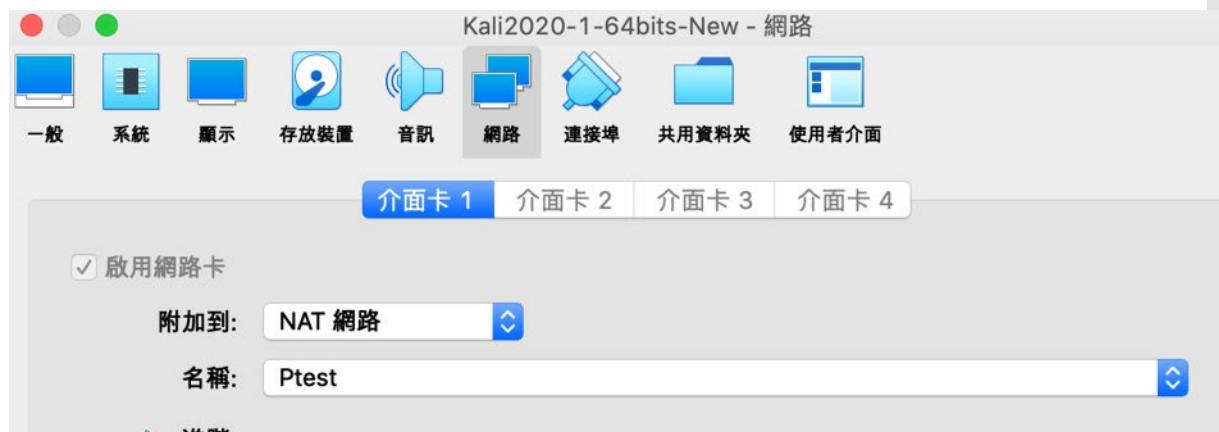 Kali2020-1-64bits-New - 網路
一般 系統 顯示 存放裝置 音訊 網路 連接埠 共用資料夾 使用者介面
介面卡 1 介面卡 2 介面卡 3 介面卡 4
啟用網路卡
附加到: NAT 網路
名稱: Ptest